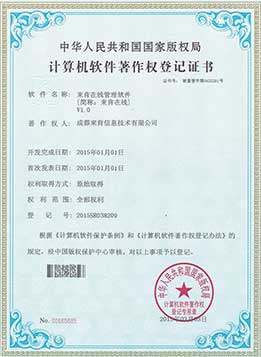 中华人民共和国国家版权局
计算机软件著作权登记证书
证书号：
软 件 名 称： 来肯在线管理软件
[简称：来肯在线]
V1.0
著 作 权 人： 成都来肯信息技术有限公司
开发完成日期： 2015年01月01日
首次发表日期： 2015年01月01日
权利取得方式： 原始取得
权 利 范 围： 全部权利
登 记 号： 2015SR038209
根据《计算机软件保护条例》和《计算机软件著作权登记办法》的
规定，经中国版权保护中心审核，对以上事项予以登记。
中华人民共和国国家版权局
计算机软件著作权
登记专用章
No.